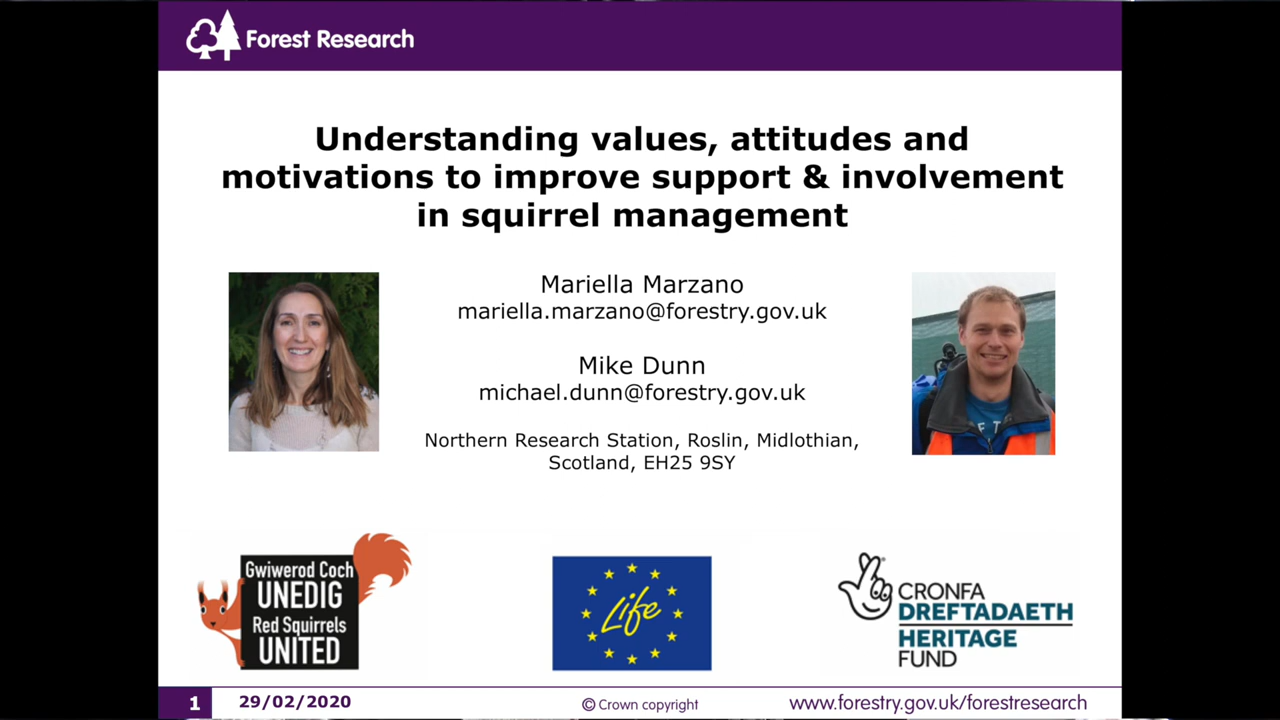 Forest Research
Understanding values, attitudes and
motivations to improve support & involvement
in squirrel management
Mariella Marzano
mariella.marzano@forestry.gov.uk
Mike Dunn
michael.dunn@forestry.gov.uk
Northern Research Station, Roslin, Midlothian,
Scotland, EH25 9SY
Gwiwerod Coch
UNEDIG
Red Squirrels
UNITED
Life
CRONFA
DREFTADAETH
HERITAGE
FUND
1
29/02/2020
© Crown copyright
www.forestry.gov.uk/forestresearch